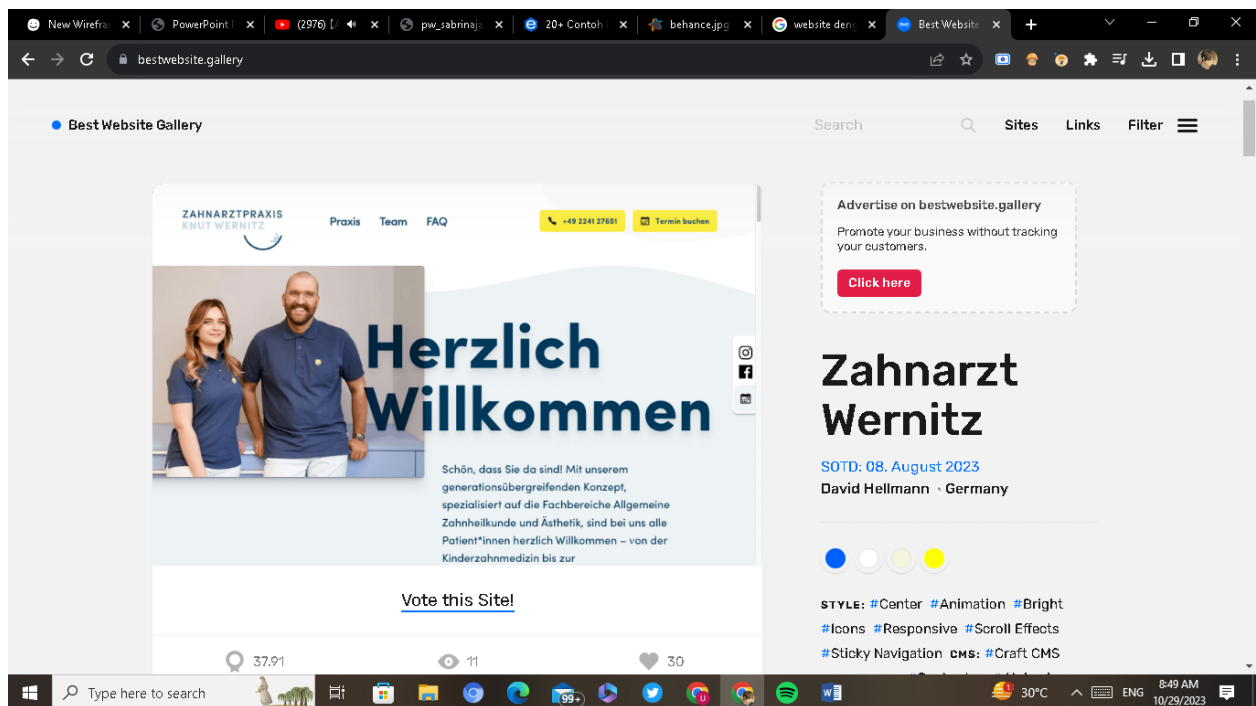 New Wirefra
PowerPoint
(2976) [
pw_sabrinaja
20+ Contoh
behance.jpg
website deng
Best Website
bestwebsite.gallery
Best Website Gallery
Search
Sites
Links
Filter
ZAHNARZTPRAXIS
KNUT WERNITZ
Praxis
Team
FAQ
+49 2241 27651
Termin buchen
Herzlich
Willkommen
Schön, dass Sie da sind! Mit unserem
generationsübergreifenden Konzept,
spezialisiert auf die Fachbereiche Allgemeine
Zahnheilkunde und Ästhetik, sind bei uns alle
Patient*innen herzlich Willkommen – von der
Kinderzahnmedizin bis zur
Vote this Site!
37.91
11
30
Advertise on bestwebsite.gallery
Promote your business without tracking
your customers.
Click here
Zahnarzt
Wernitz
SOTD: 08. August 2023
David Hellmann • Germany
STYLE: #Center #Animation #Bright
#Icons #Responsive #Scroll Effects
#Sticky Navigation CMS: #Craft CMS
Type here to search
99+
30°C
ENG
8:49 AM
10/29/2023